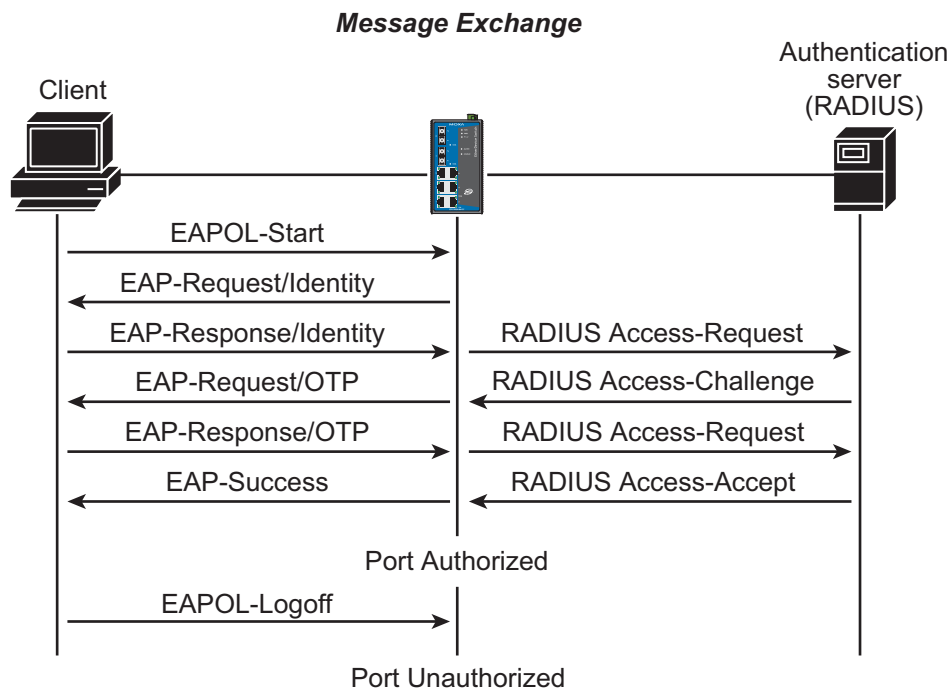 Message Exchange
Authentication
server
(RADIUS)
Client
MOXA
EAPOL-Start
EAP-Request/Identity
EAP-Response/Identity
RADIUS Access-Request
EAP-Request/OTP
RADIUS Access-Challenge
EAP-Response/OTP
RADIUS Access-Request
EAP-Success
RADIUS Access-Accept
Port Authorized
EAPOL-Logoff
Port Unauthorized